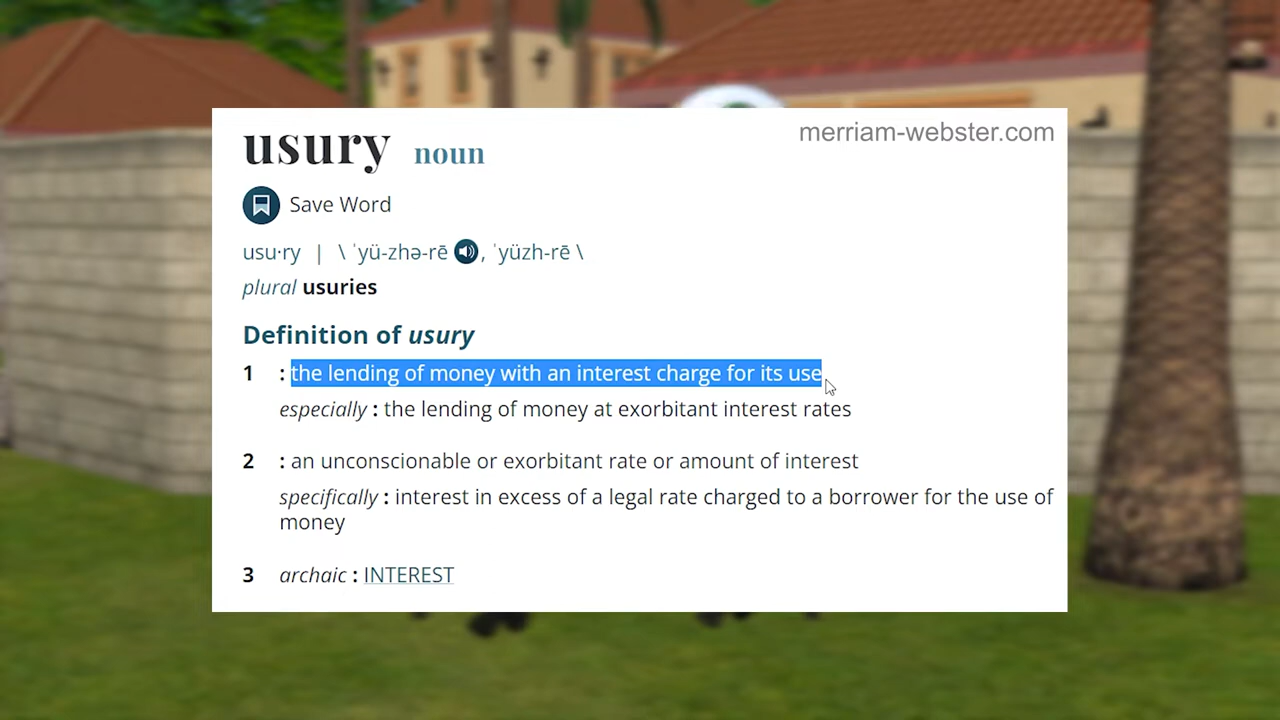 usury noun
merriam-webster.com
Save Word
usu·ry | \ ˈyü-zhə-rē , ˈyüzh-rē \
plural usuries
Definition of usury
1 : the lending of money with an interest charge for its use
especially : the lending of money at exorbitant interest rates
2 : an unconscionable or exorbitant rate or amount of interest
specifically : interest in excess of a legal rate charged to a borrower for the use of
money
3 archaic : INTEREST